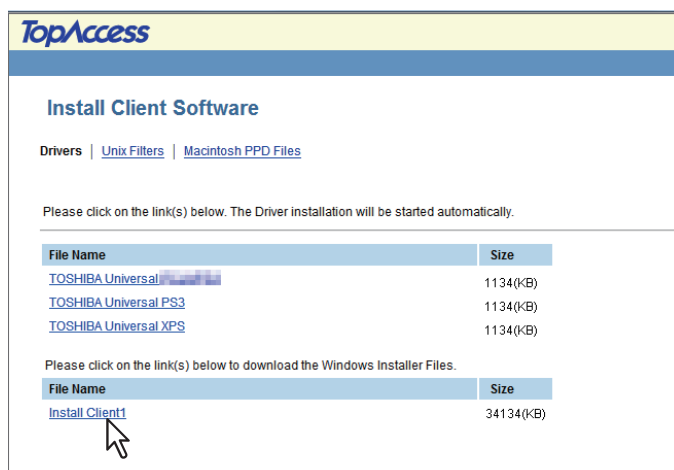 TopAccess
Install Client Software
Drivers | Unix Filters | Macintosh PPD Files
Please click on the link(s) below. The Driver installation will be started automatically.
File Name Size
TOSHIBA Universal 1134(KB)
TOSHIBA Universal PS3 1134(KB)
TOSHIBA Universal XPS 1134(KB)
Please click on the link(s) below to download the Windows Installer Files.
File Name Size
Install Client1 34134(KB)